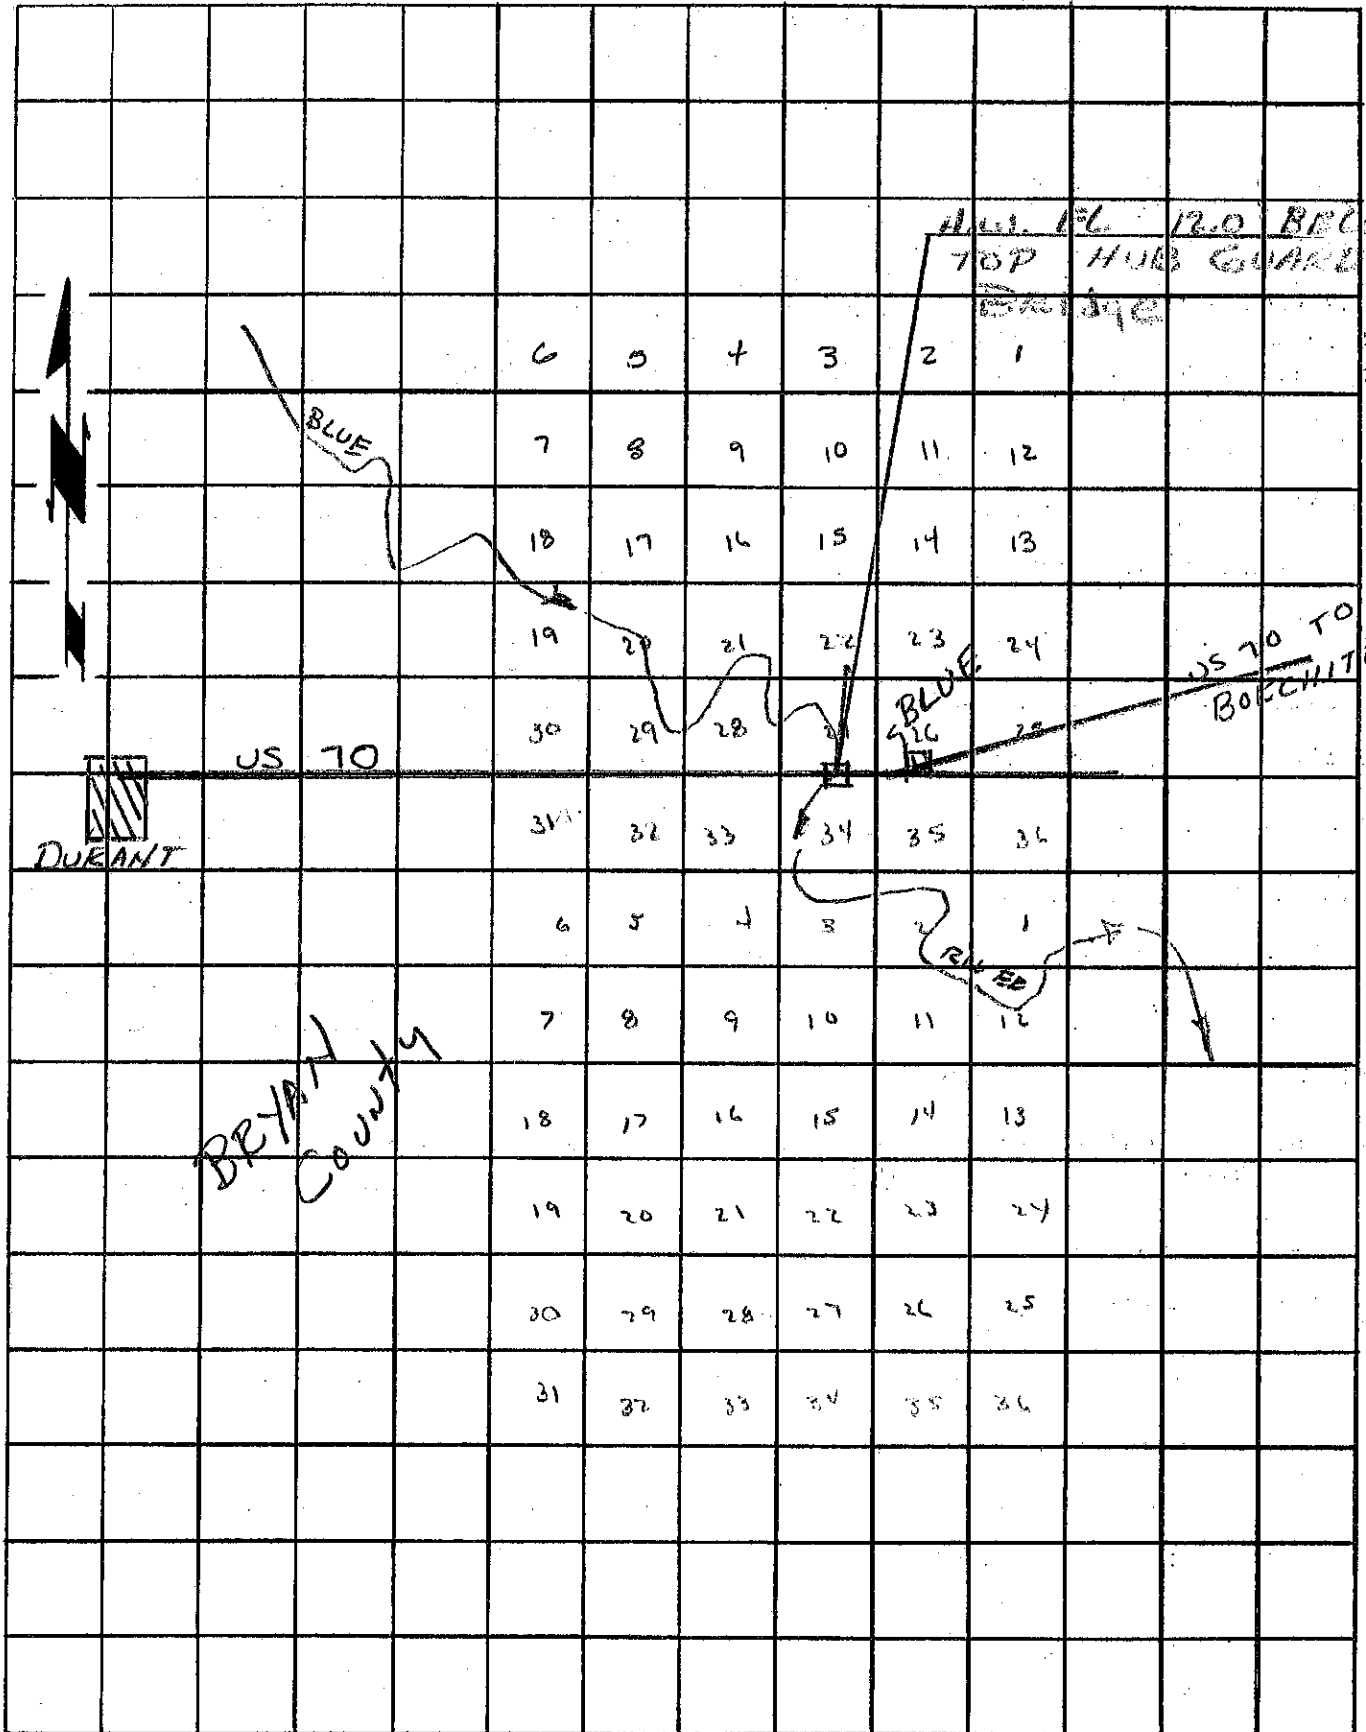 H.W. EL. 12.0
TOP HUB GUARD
Bridge
6 5 4 3 2 1
BLUE
7 8 9 10 11 12
18 17 16 15 14 13
19 20 21 22 23 24
US 70 TO
BLUE
30 29 28 26 25
US 70
31 32 33 34 35 36
DURANT
6 5 4 3 2 1
RIVER
7 8 9 10 11 12
BRYAN
COUNTY
18 17 16 15 14 13
19 20 21 22 23 24
30 29 28 27 26 25
31 32 33 34 35 36